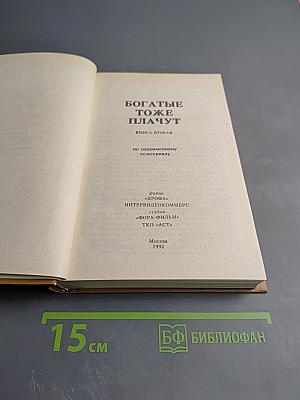 БОГАТЫЕ
ТОЖЕ
ПЛАЧУТ
КНИГА ВТОРАЯ
по одноименному
телесериалу
фирма
«ДРОФА»
ИНТЕРВИДЕОКОММЕРС
студия
«ФОРА-ФИЛЬМ»
ТКО «АСТ»
Москва
1992
15 см
БФ БИБЛИОФАН